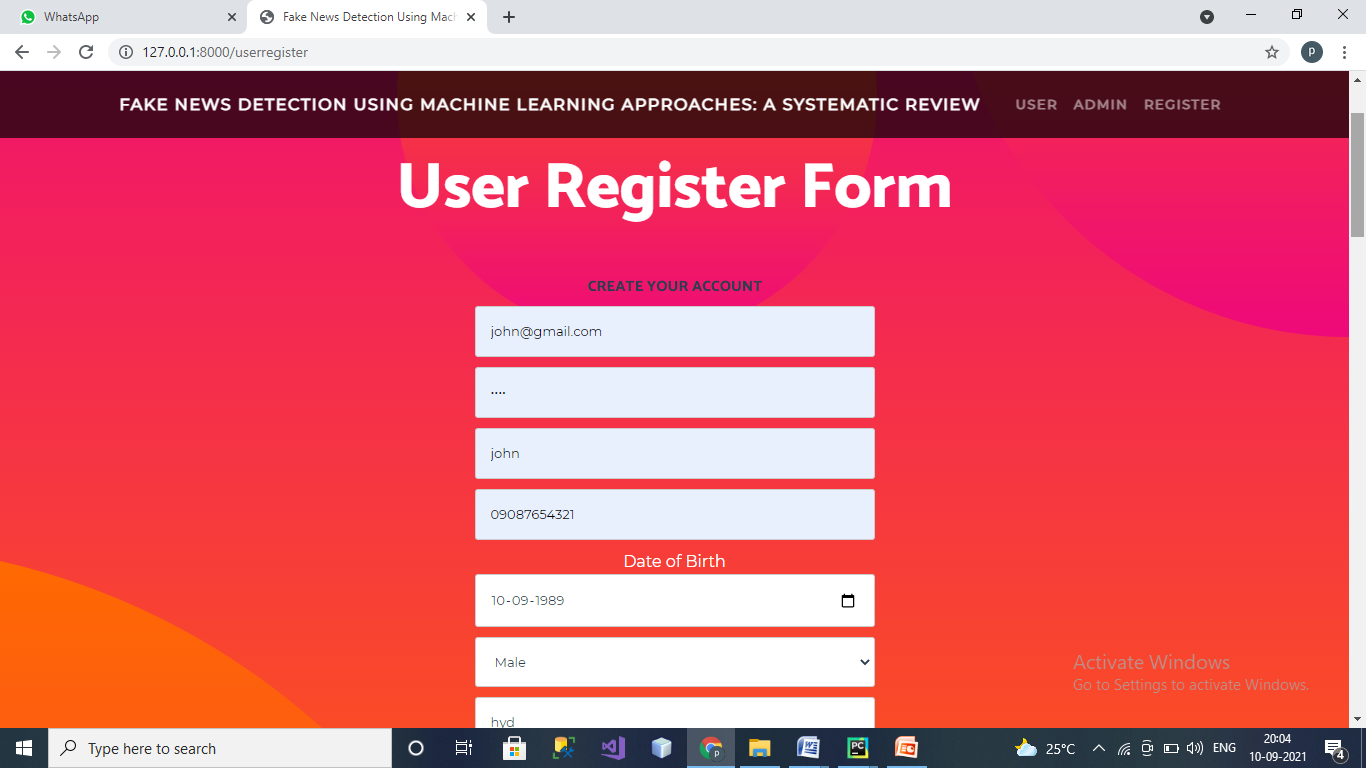 WhatsApp
Fake News Detection Using Mach
127.0.0.1:8000/userregister
P
FAKE NEWS DETECTION USING MACHINE LEARNING APPROACHES: A SYSTEMATIC REVIEW
USER ADMIN REGISTER
User Register Form
CREATE YOUR ACCOUNT
john@gmail.com
····
john
09087654321
Date of Birth
10-09-1989
Male
hyd
Activate Windows
Go to Settings to activate Windows.
Type here to search
25°C
ENG
20:04
10-09-2021
4